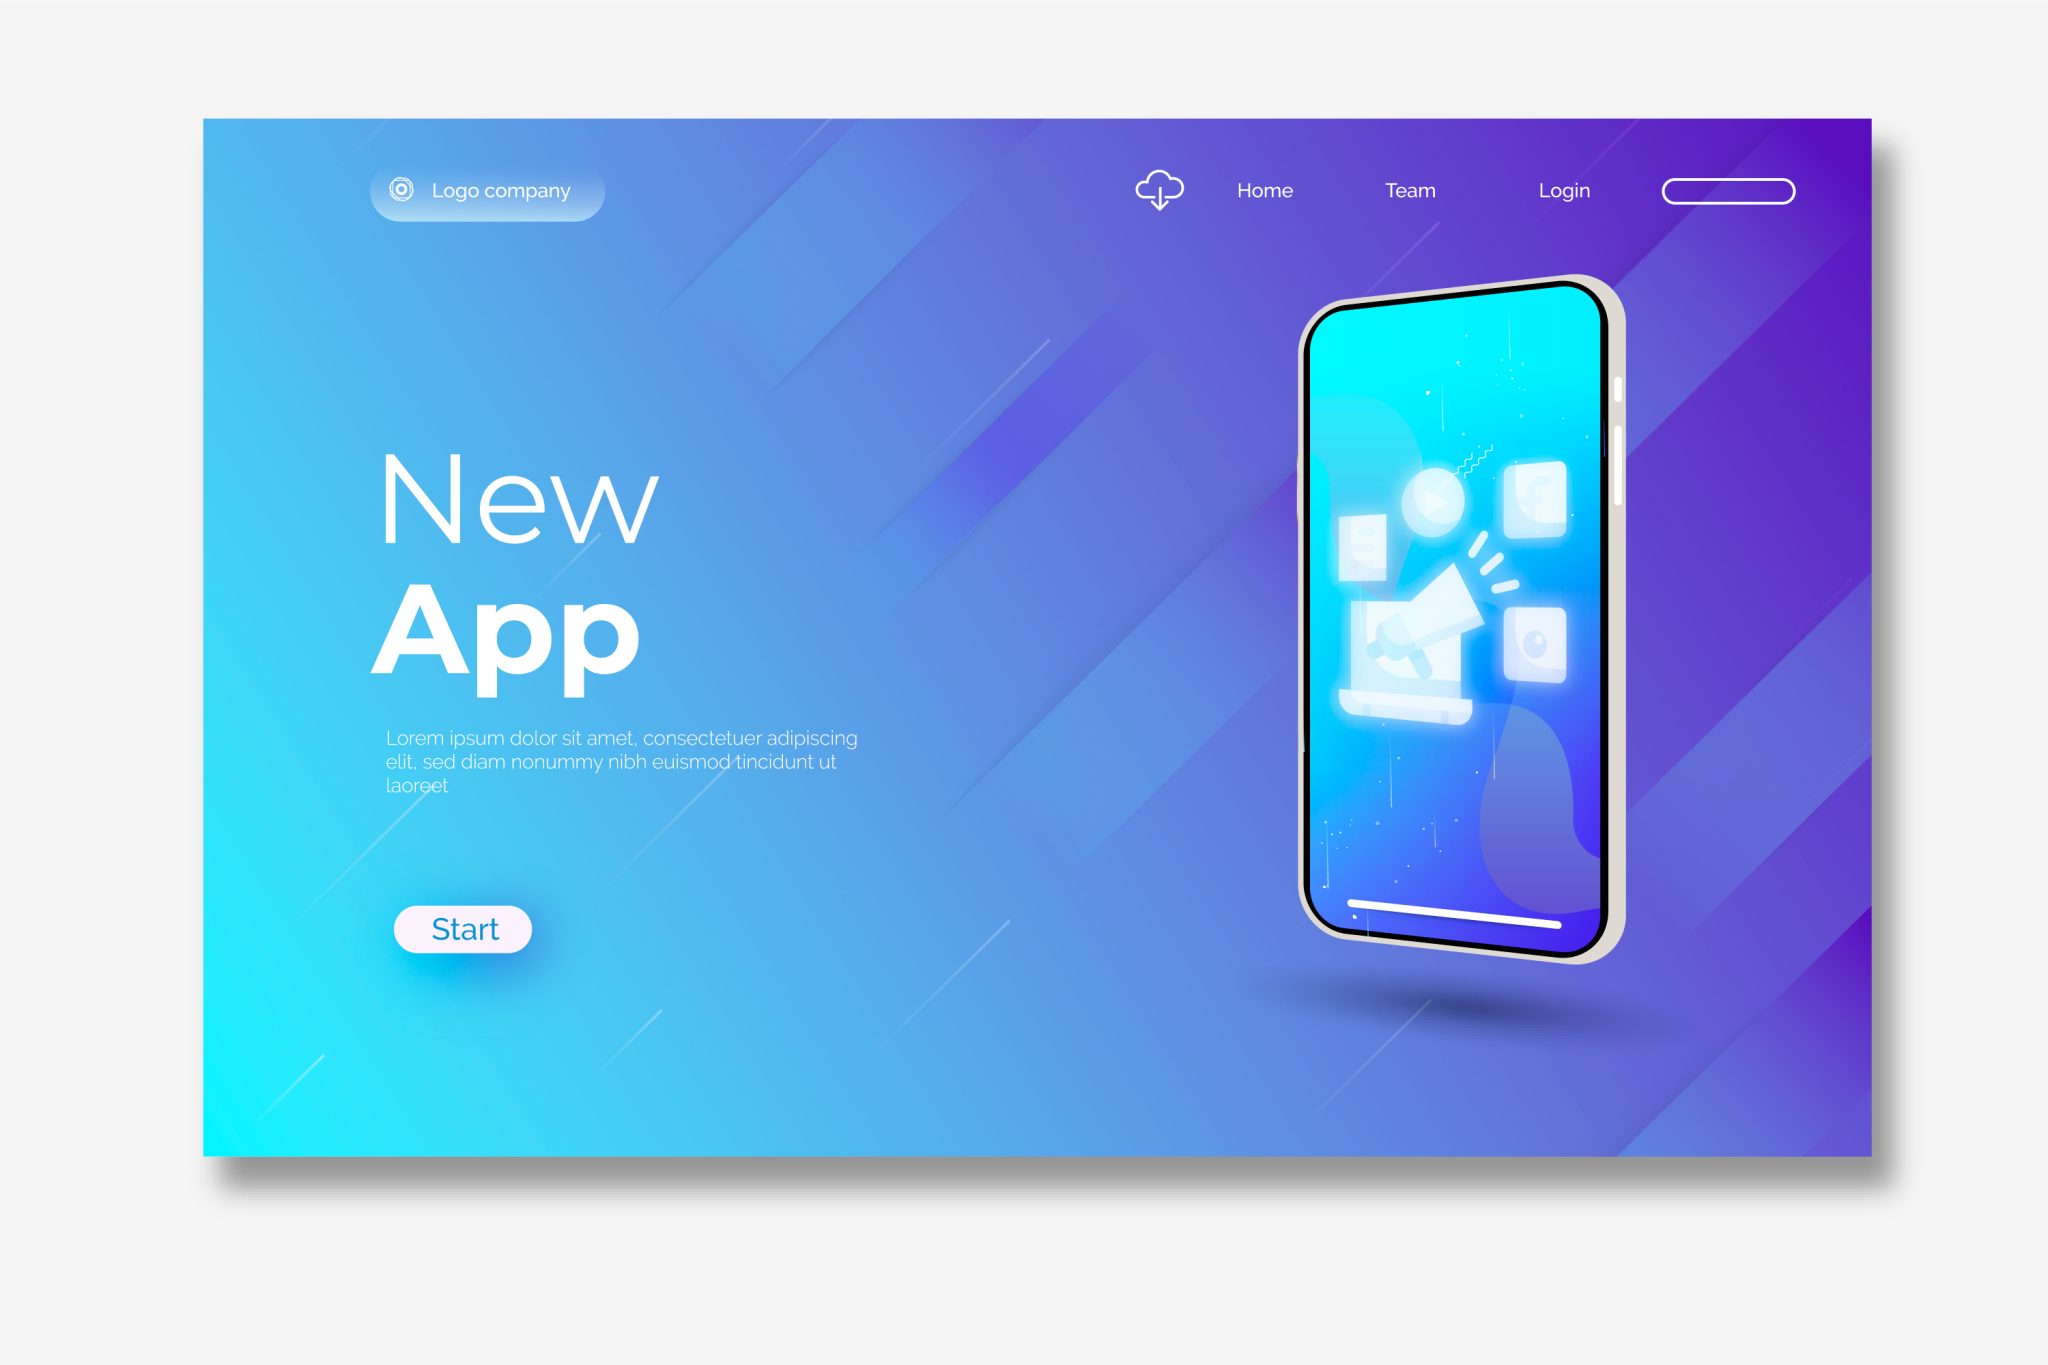 Logo company
Home
Team
Login
New
App
Lorem ipsum dolor sit amet, consectetuer adipiscing
elit, sed diam nonummy nibh euismod tincidunt ut
laoreet
Start